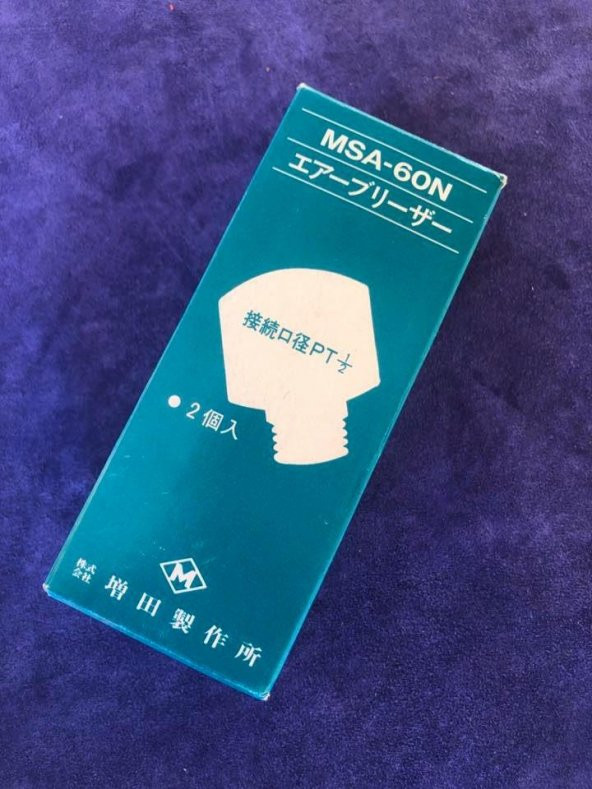 MSA-60N
エアーブリーザー
接続口径PT1/2
● 2個入
M
株式会社 増田製作所